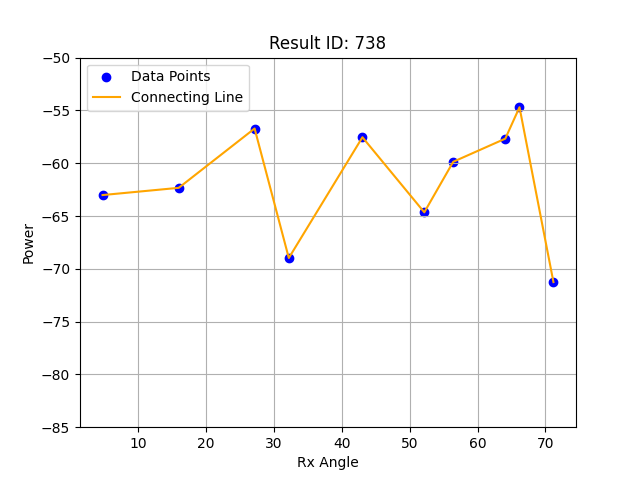 Result ID: 738
Data Points
Connecting Line
−50
−55
−60
−65
−70
−75
−80
−85
Power
10 20 30 40 50 60 70
Rx Angle